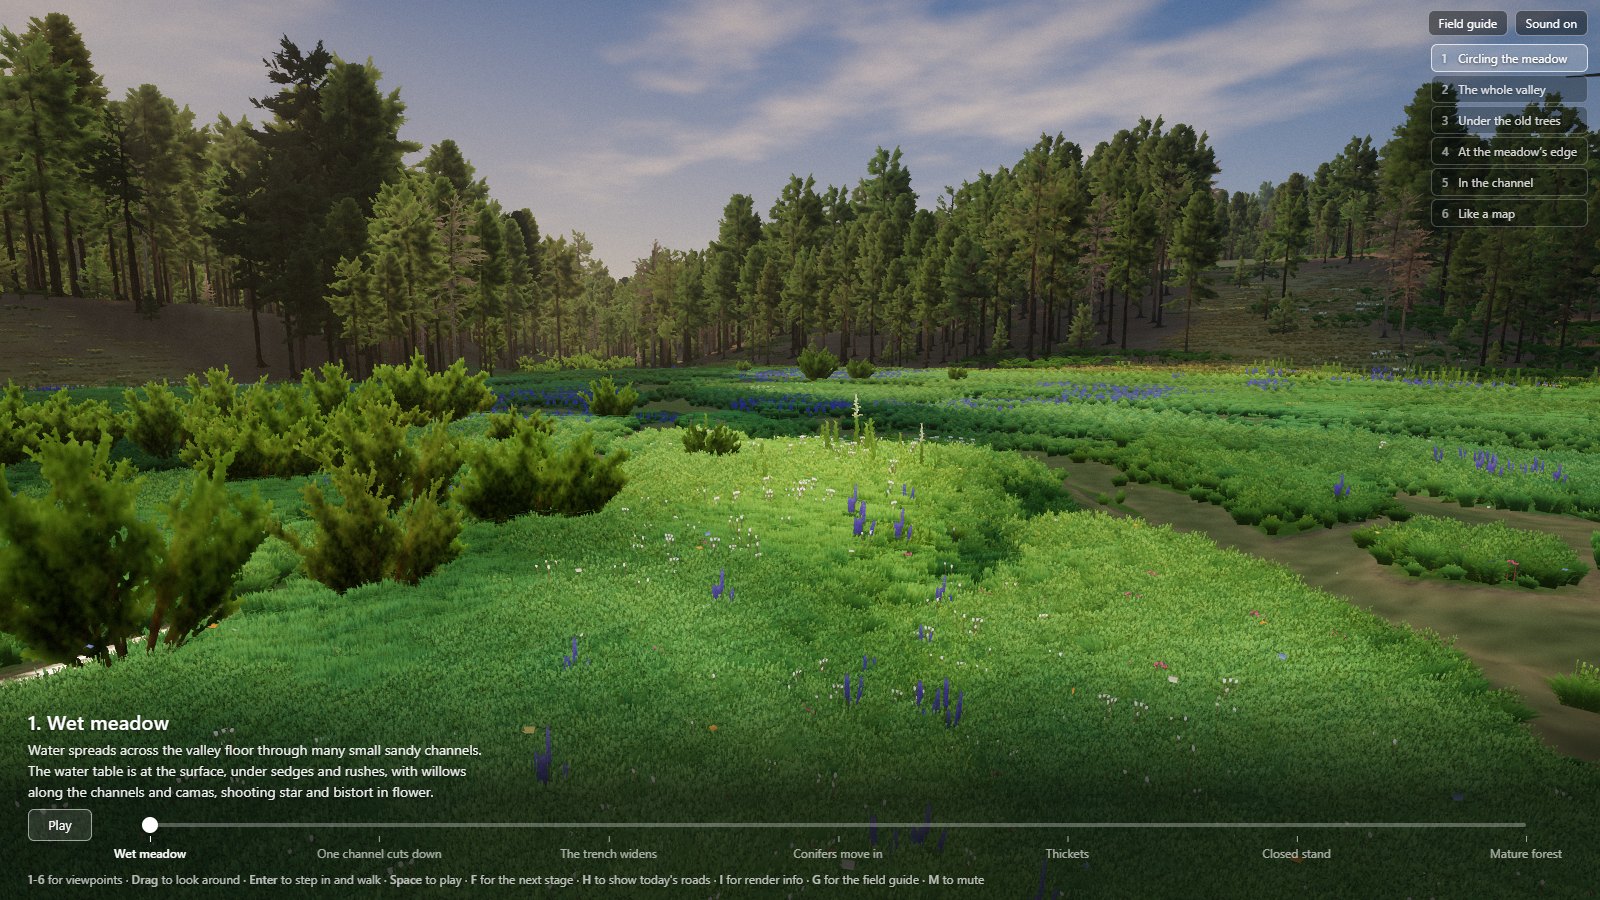 Field guide
Sound on
1 Circling the meadow
2 The whole valley
3 Under the old trees
4 At the meadow's edge
5 In the channel
6 Like a map
1. Wet meadow
Water spreads across the valley floor through many small sandy channels.
The water table is at the surface, under sedges and rushes, with willows
along the channels and camas, shooting star and bistort in flower.
Play
Wet meadow
One channel cuts down
The trench widens
Conifers move in
Thickets
Closed stand
Mature forest
1-6 for viewpoints · Drag to look around · Enter to step in and walk · Space to play · F for the next stage · H to show today's roads · I for render info · G for the field guide · M to mute